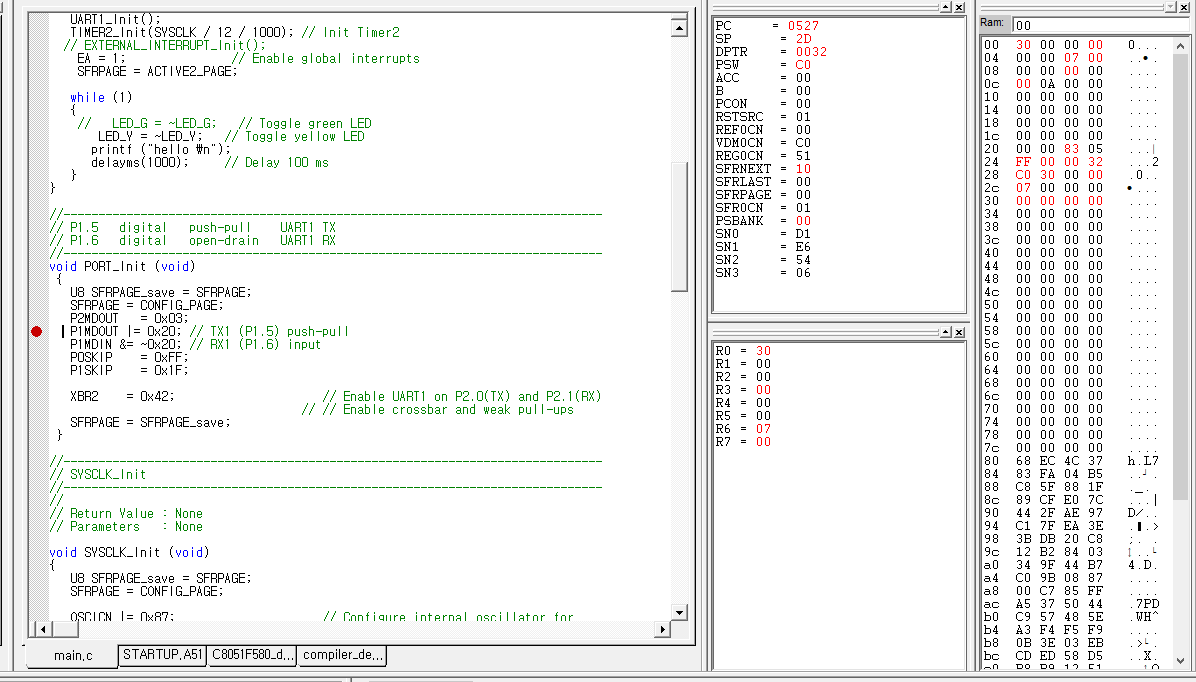 UART1_Init();
TIMER2_Init(SYSCLK / 12 / 1000); // Init Timer2
// EXTERNAL_INTERRUPT_Init();
EA = 1; // Enable global interrupts
SFRPAGE = ACTIVE2_PAGE;
while (1)
{
// LED_G = ~LED_G; // Toggle green LED
LED_Y = ~LED_Y; // Toggle yellow LED
printf ("hello ₩n");
delayms(1000); // Delay 100 ms
}
}
//-----------------------------------------------------------------------------
// P1.5 digital push-pull UART1 TX
// P1.6 digital open-drain UART1 RX
//-----------------------------------------------------------------------------
void PORT_Init (void)
{
U8 SFRPAGE_save = SFRPAGE;
SFRPAGE = CONFIG_PAGE;
P2MDOUT = 0x03;
P1MDOUT |= 0x20; // TX1 (P1.5) push-pull
P1MDIN &= ~0x20; // RX1 (P1.6) input
P0SKIP = 0xFF;
P1SKIP = 0x1F;
XBR2 = 0x42; // Enable UART1 on P2.0(TX) and P2.1(RX)
// // Enable crossbar and weak pull-ups
SFRPAGE = SFRPAGE_save;
}
//-----------------------------------------------------------------------------
// SYSCLK_Init
//-----------------------------------------------------------------------------
//
// Return Value : None
// Parameters : None
void SYSCLK_Init (void)
{
U8 SFRPAGE_save = SFRPAGE;
SFRPAGE = CONFIG_PAGE;
OSCICN |= 0x87; // Configure internal oscillator for
main.c STARTUP.A51 C8051F580_d... compiler_de...
PC = 0527
SP = 2D
DPTR = 0032
PSW = C0
ACC = 00
B = 00
PCON = 00
RSTSRC = 01
REF0CN = 00
VDM0CN = C0
REG0CN = 51
SFRNEXT = 10
SFRLAST = 00
SFRPAGE = 00
SFR0CN = 01
PSBANK = 00
SN0 = D1
SN1 = E6
SN2 = 54
SN3 = 06
R0 = 30
R1 = 00
R2 = 00
R3 = 00
R4 = 00
R5 = 00
R6 = 07
R7 = 00
Ram: 00
00 30 00 00 00 0...
04 00 00 07 00 ..•.
08 00 00 00 00 ....
0c 00 0A 00 00 ....
10 00 00 00 00 ....
14 00 00 00 00 ....
18 00 00 00 00 ....
1c 00 00 00 00 ....
20 00 00 83 05 ...|
24 FF 00 00 32 ...2
28 C0 30 00 00 .0..
2c 07 00 00 00 •...
30 00 00 00 00 ....
34 00 00 00 00 ....
38 00 00 00 00 ....
3c 00 00 00 00 ....
40 00 00 00 00 ....
44 00 00 00 00 ....
48 00 00 00 00 ....
4c 00 00 00 00 ....
50 00 00 00 00 ....
54 00 00 00 00 ....
58 00 00 00 00 ....
5c 00 00 00 00 ....
60 00 00 00 00 ....
64 00 00 00 00 ....
68 00 00 00 00 ....
6c 00 00 00 00 ....
70 00 00 00 00 ....
74 00 00 00 00 ....
78 00 00 00 00 ....
7c 00 00 00 00 ....
80 68 EC 4C 37 h.L7
84 83 FA 04 B5 ..┘.
88 C8 5F 88 1F ._..
8c 89 CF E0 7C ...|
90 44 2F AE 97 D/..
94 C1 7F EA 3E .▮.>
98 3B DB 20 C8 ;. .
9c 12 B2 84 03 ↕..└
a0 34 9F 44 B7 4.D.
a4 C0 9B 08 87 ....
a8 00 C7 85 FF ....
ac A5 37 50 44 .7PD
b0 C9 57 48 5E .WH^
b4 A3 F4 F5 F9 ....
b8 0B 3E 03 EB .>└.
bc CD ED 58 D5 ..X.